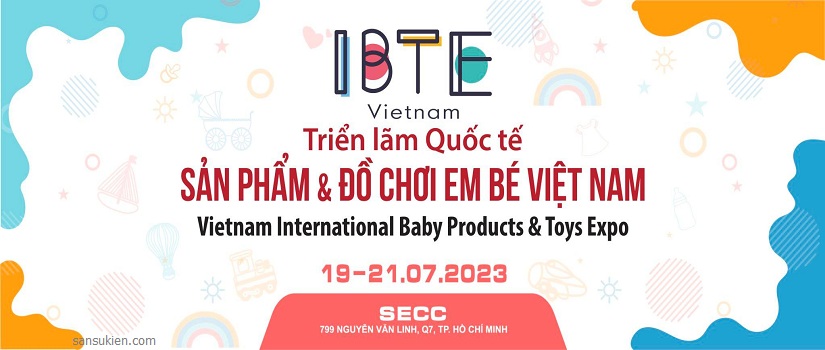 IBTE
Vietnam
Triển lãm Quốc tế
SẢN PHẨM & ĐỒ CHƠI EM BÉ VIỆT NAM
Vietnam International Baby Products & Toys Expo
19-21.07.2023
SECC
799 NGUYỄN VĂN LINH, Q7, TP. HỒ CHÍ MINH
sansukien.com